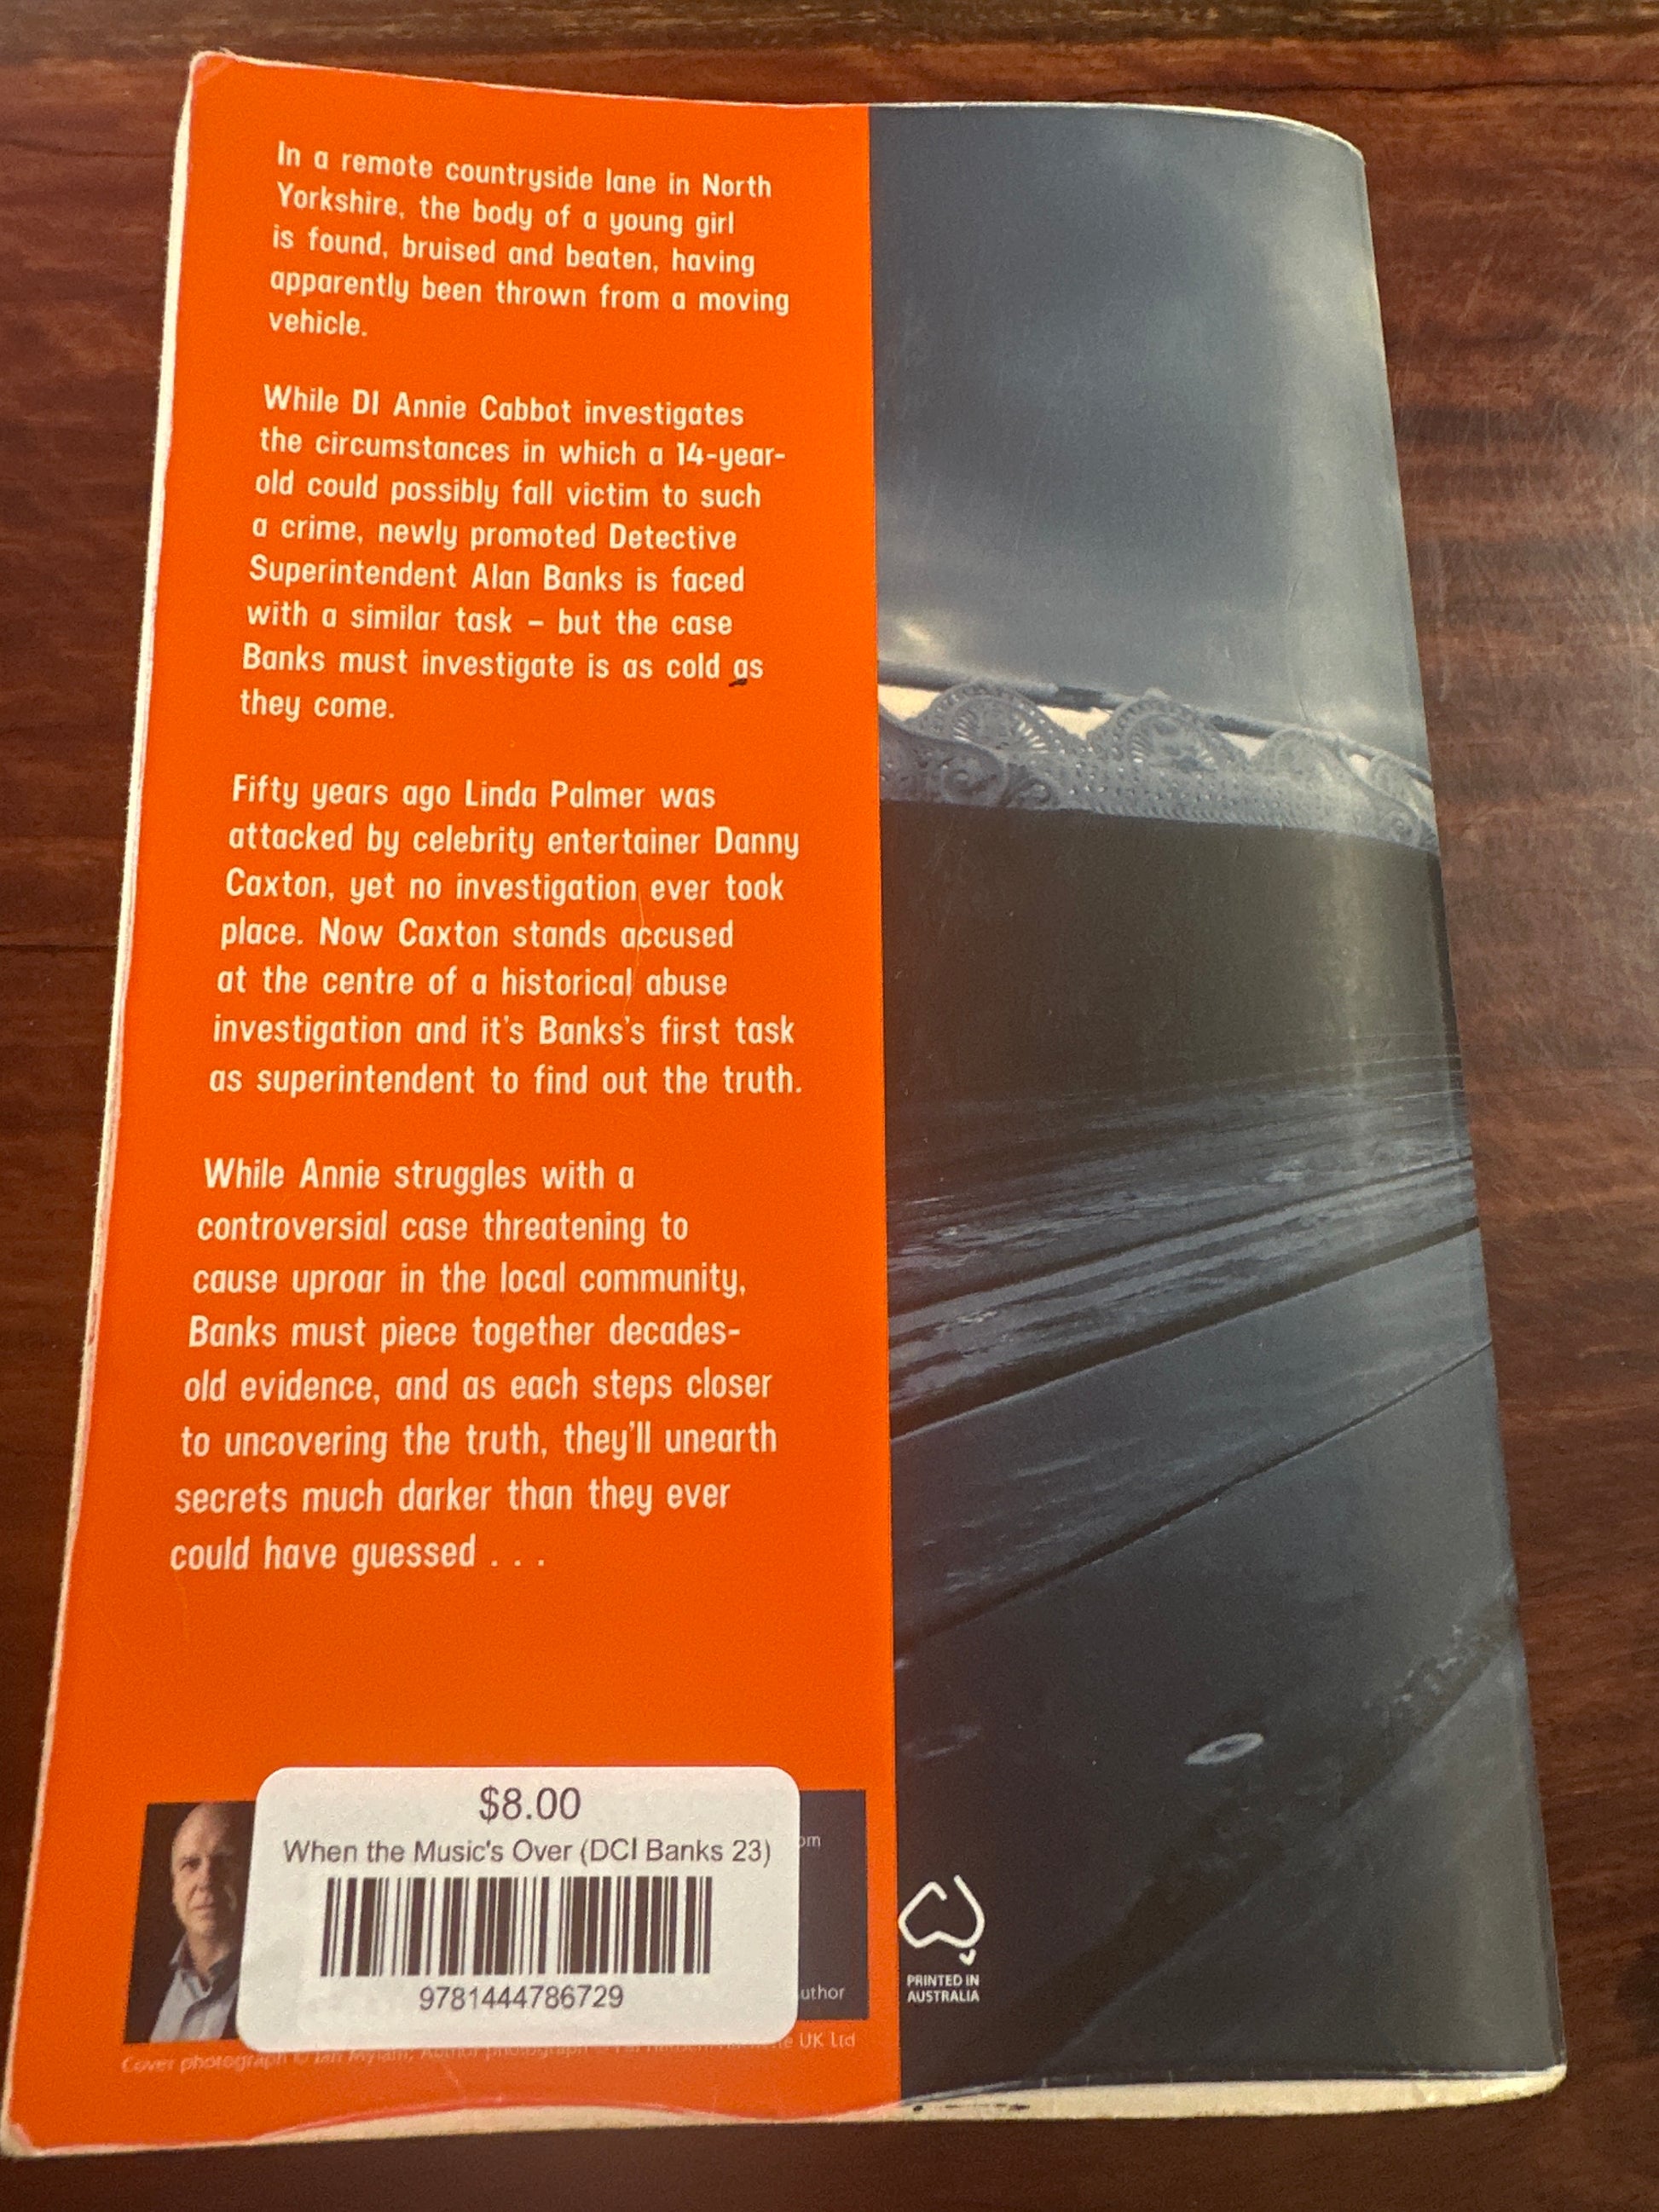 In a remote countryside lane in North
Yorkshire, the body of a young girl
is found, bruised and beaten, having
apparently been thrown from a moving
vehicle.
While DI Annie Cabbot investigates
the circumstances in which a 14-year-
old could possibly fall victim to such
a crime, newly promoted Detective
Superintendent Alan Banks is faced
with a similar task – but the case
Banks must investigate is as cold as
they come.
Fifty years ago Linda Palmer was
attacked by celebrity entertainer Danny
Caxton, yet no investigation ever took
place. Now Caxton stands accused
at the centre of a historical abuse
investigation and it's Banks's first task
as superintendent to find out the truth.
While Annie struggles with a
controversial case threatening to
cause uproar in the local community,
Banks must piece together decades-
old evidence, and as each steps closer
to uncovering the truth, they'll unearth
secrets much darker than they ever
could have guessed . . .
$8.00
When the Music's Over (DCI Banks 23)
9781444786729
om
uthor
Cover photograph © UK Ltd
PRINTED IN
AUSTRALIA